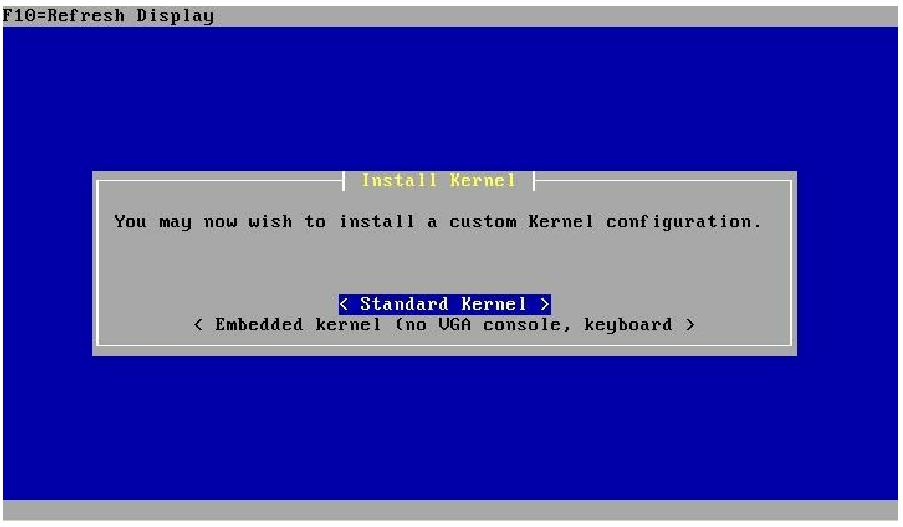 F10=Refresh Display
Install Kernel
You may now wish to install a custom Kernel configuration.
< Standard Kernel >
< Embedded kernel (no VGA console, keyboard >